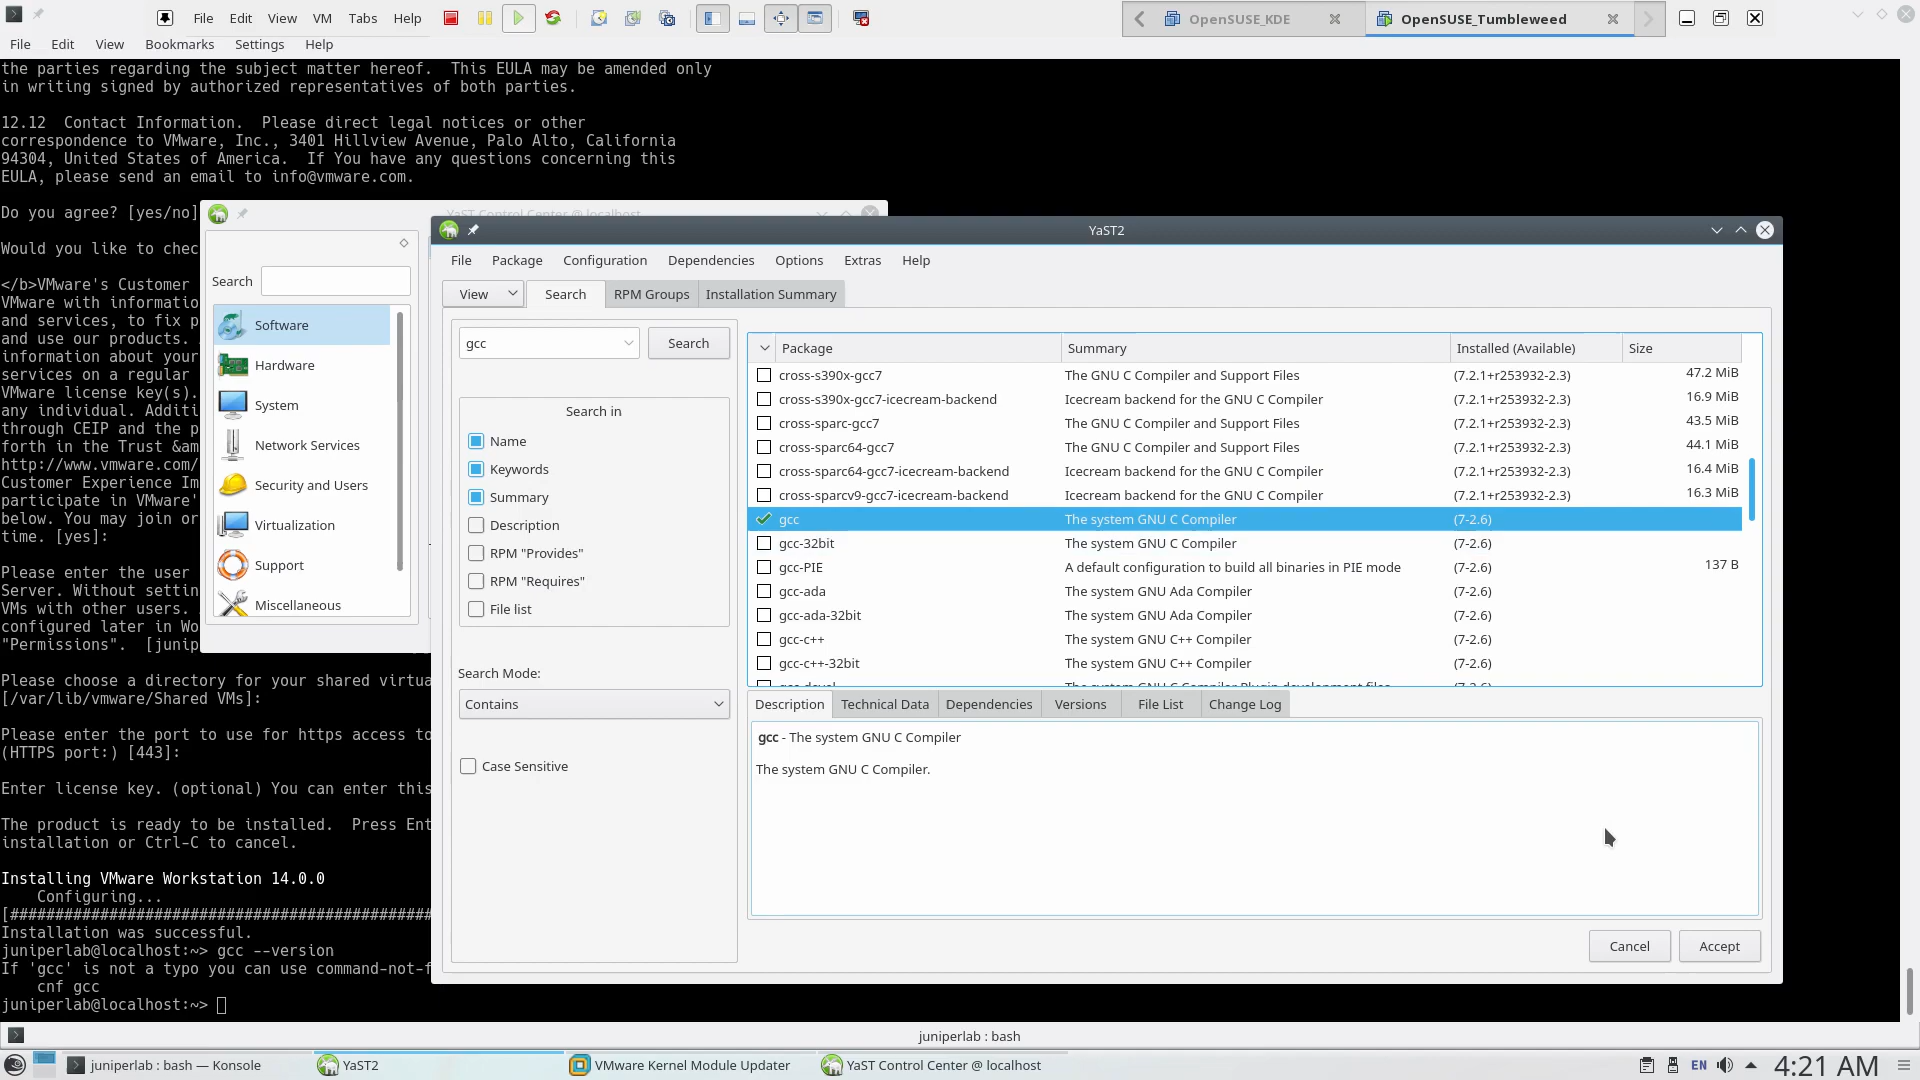 File Edit View VM Tabs Help
OpenSUSE_KDE
OpenSUSE_Tumbleweed
File Edit View Bookmarks Settings Help
the parties regarding the subject matter hereof.  This EULA may be amended only
in writing signed by authorized representatives of both parties.
12.12  Contact Information.  Please direct legal notices or other
correspondence to VMware, Inc., 3401 Hillview Avenue, Palo Alto, California
94304, United States of America.  If You have any questions concerning this
EULA, please send an email to info@vmware.com.
Do you agree? [yes/no]
Would you like to chec
</b>VMware's Customer
VMware with informatio
and services, to fix p
and use our products.
information about your
services on a regular
VMware license key(s).
any individual. Additi
through CEIP and the p
forth in the Trust &am
http://www.vmware.com/
Customer Experience Im
participate in VMware'
below. You may join or
time. [yes]:
Please enter the user
Server. Without settin
VMs with other users.
configured later in Wo
"Permissions".  [junip
Please choose a directory for your shared virtua
[/var/lib/vmware/Shared VMs]:
Please enter the port to use for https access to
(HTTPS port:) [443]:
Enter license key. (optional) You can enter this
The product is ready to be installed.  Press Ent
installation or Ctrl-C to cancel.
Installing VMware Workstation 14.0.0
Configuring...
[################################################
Installation was successful.
juniperlab@localhost:~> gcc --version
If 'gcc' is not a typo you can use command-not-f
cnf gcc
juniperlab@localhost:~>
YaST Control Center @ localhost
Search
Software
Hardware
System
Network Services
Security and Users
Virtualization
Support
Miscellaneous
YaST2
File Package Configuration Dependencies Options Extras Help
View Search RPM Groups Installation Summary
gcc Search
Search in
Name
Keywords
Summary
Description
RPM "Provides"
RPM "Requires"
File list
Search Mode:
Contains
Case Sensitive
Package Summary Installed (Available) Size
cross-s390x-gcc7 The GNU C Compiler and Support Files (7.2.1+r253932-2.3) 47.2 MiB
cross-s390x-gcc7-icecream-backend Icecream backend for the GNU C Compiler (7.2.1+r253932-2.3) 16.9 MiB
cross-sparc-gcc7 The GNU C Compiler and Support Files (7.2.1+r253932-2.3) 43.5 MiB
cross-sparc64-gcc7 The GNU C Compiler and Support Files (7.2.1+r253932-2.3) 44.1 MiB
cross-sparc64-gcc7-icecream-backend Icecream backend for the GNU C Compiler (7.2.1+r253932-2.3) 16.4 MiB
cross-sparcv9-gcc7-icecream-backend Icecream backend for the GNU C Compiler (7.2.1+r253932-2.3) 16.3 MiB
gcc The system GNU C Compiler (7-2.6)
gcc-32bit The system GNU C Compiler (7-2.6)
gcc-PIE A default configuration to build all binaries in PIE mode (7-2.6) 137 B
gcc-ada The system GNU Ada Compiler (7-2.6)
gcc-ada-32bit The system GNU Ada Compiler (7-2.6)
gcc-c++ The system GNU C++ Compiler (7-2.6)
gcc-c++-32bit The system GNU C++ Compiler (7-2.6)
gcc-devel The system GNU C Compiler Plugin development files (7-2.6)
Description Technical Data Dependencies Versions File List Change Log
gcc - The system GNU C Compiler
The system GNU C Compiler.
Cancel Accept
juniperlab : bash
juniperlab : bash — Konsole
YaST2
VMware Kernel Module Updater
YaST Control Center @ localhost
EN
4:21 AM